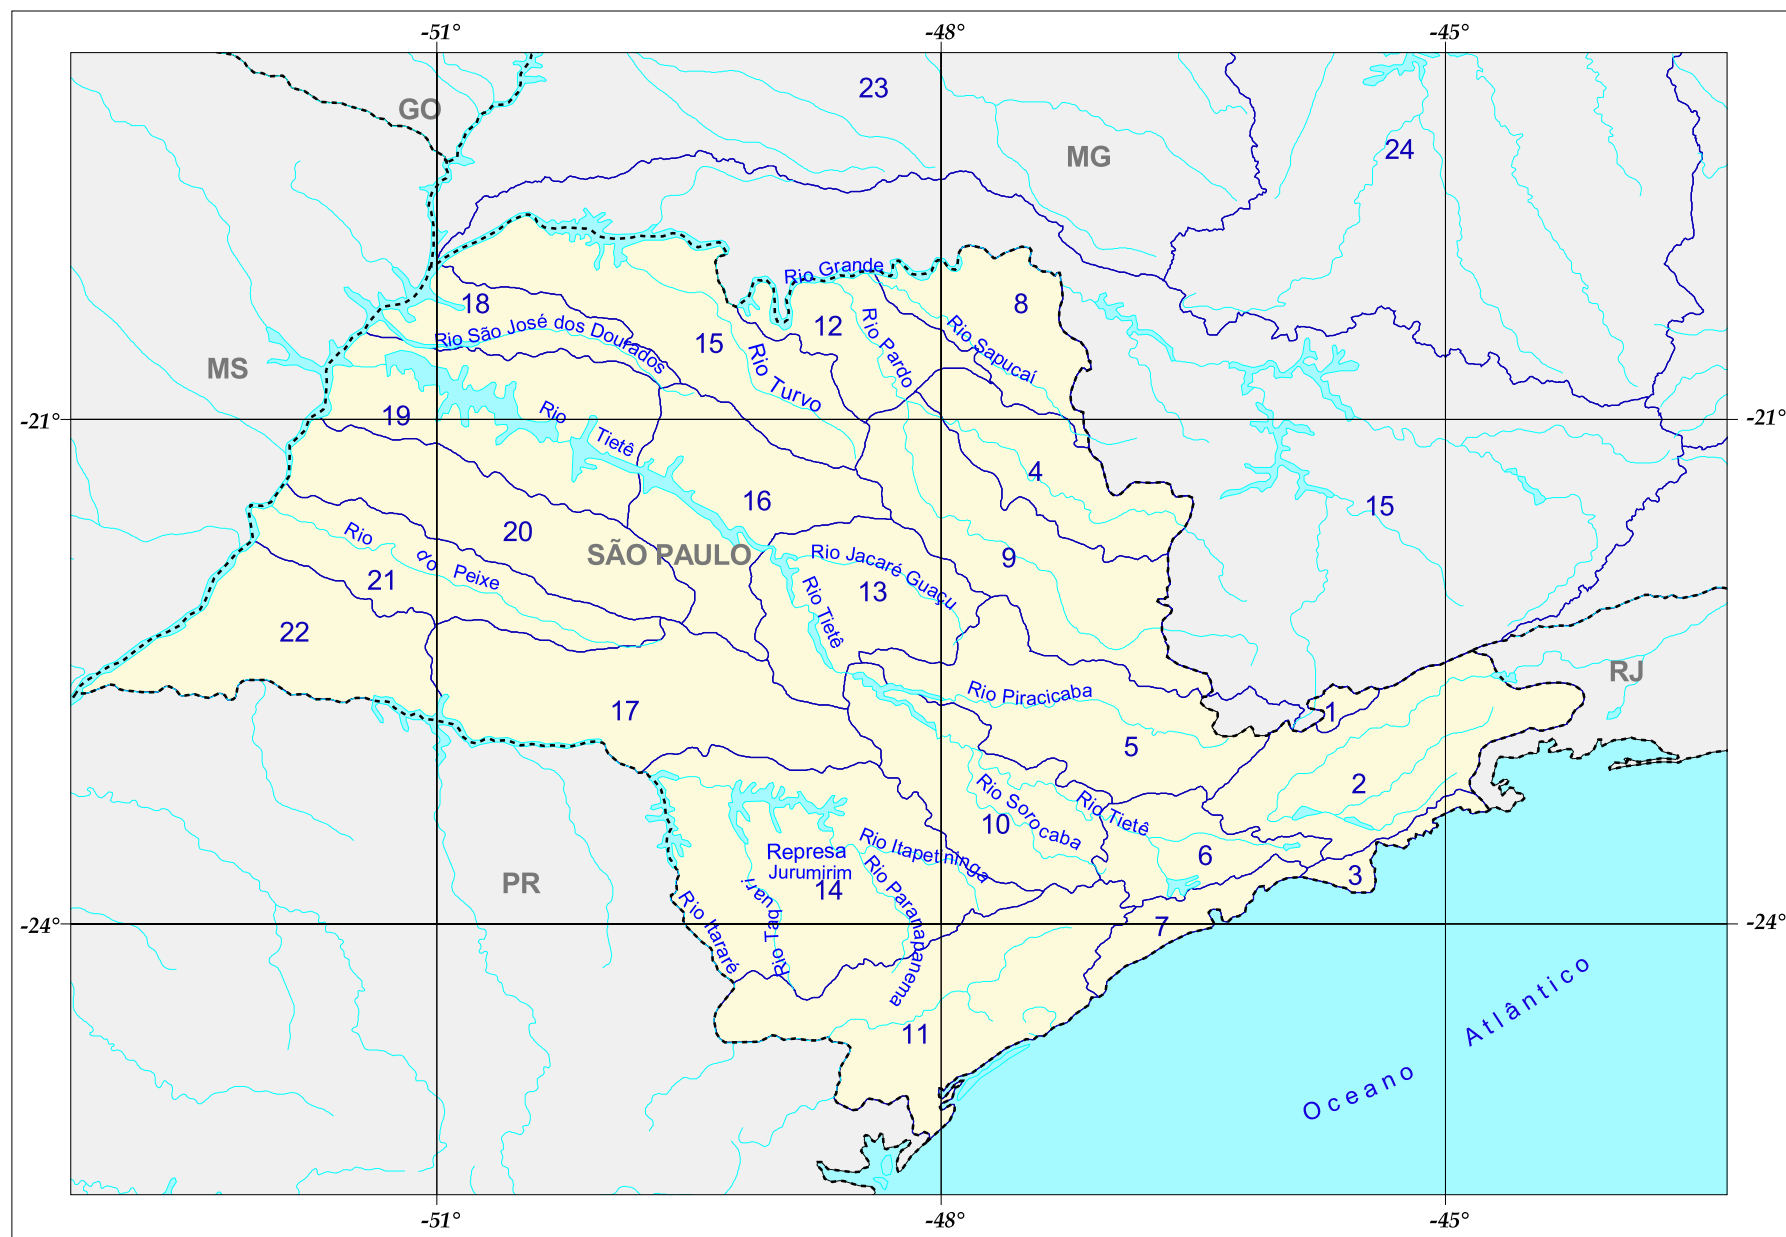 -51° -48° -45°
23
GO
MG
24
Rio Grande
18
8
12
Rio São José dos Dourados
15
Rio Pardo
Rio Sapucaí
MS
Rio Turvo
19
Rio Tietê
-21° -21°
4
16
15
20
Rio do Peixe
SÃO PAULO
Rio Jacaré Guaçu
9
21
13
Rio Tietê
22
RJ
Rio Piracicaba
17
1
5
2
Rio Sorocaba
Rio Tietê
10
Rio Itapetininga
6
Represa
Jurumirim
14
3
PR
Rio Taquari
Rio Paranapanema
Rio Itararé
-24° -24°
7
11
Oceano Atlântico
-51° -48° -45°